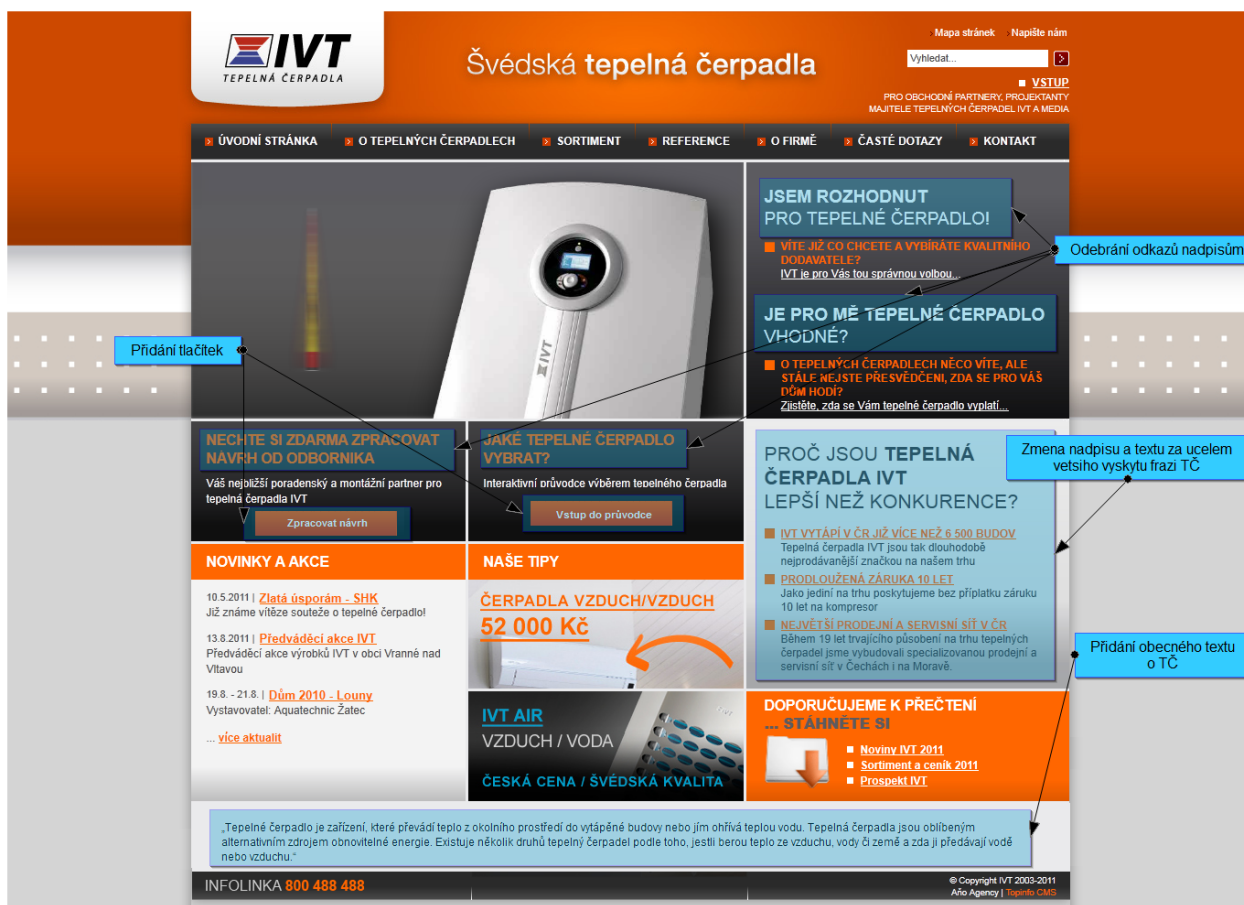 IVT
TEPELNÁ ČERPADLA
Švédská tepelná čerpadla
Mapa stránek
Napište nám
Vyhledat...
VSTUP
PRO OBCHODNÍ PARTNERY, PROJEKTANTY
MAJITELE TEPELNÝCH ČERPADEL IVT A MEDIA
ÚVODNÍ STRÁNKA
O TEPELNÝCH ČERPADLECH
SORTIMENT
REFERENCE
O FIRMĚ
ČASTÉ DOTAZY
KONTAKT
IVT
JSEM ROZHODNUT
PRO TEPELNÉ ČERPADLO!
VÍTE JIŽ CO CHCETE A VYBÍRÁTE KVALITNÍHO
DODAVATELE?
IVT je pro Vás tou správnou volbou...
Odebrání odkazů nadpisům
JE PRO MĚ TEPELNÉ ČERPADLO
VHODNÉ?
O TEPELNÝCH ČERPADLECH NĚCO VÍTE, ALE
STÁLE NEJSTE PŘESVĚDČENI, ZDA SE PRO VÁŠ
DŮM HODÍ?
Zjistěte, zda se Vám tepelné čerpadlo vyplatí...
Přidání tlačítek
NECHTE SI ZDARMA ZPRACOVAT
NÁVRH OD ODBORNIKA
Váš nejbližší poradenský a montážní partner pro
tepelná čerpadla IVT
Zpracovat návrh
JAKÉ TEPELNÉ ČERPADLO
VYBRAT?
Interaktivní průvodce výběrem tepelného čerpadla
Vstup do průvodce
PROČ JSOU TEPELNÁ
ČERPADLA IVT
LEPŠÍ NEŽ KONKURENCE?
IVT VYTÁPÍ V ČR JIŽ VÍCE NEŽ 6 500 BUDOV
Tepelná čerpadla IVT jsou tak dlouhodobě
nejprodávanější značkou na našem trhu
PRODLOUŽENÁ ZÁRUKA 10 LET
Jako jediní na trhu poskytujeme bez příplatku záruku
10 let na kompresor
NEJVĚTŠÍ PRODEJNÍ A SERVISNÍ SÍŤ V ČR
Během 19 let trvajícího působení na trhu tepelných
čerpadel jsme vybudovali specializovanou prodejní a
servisní síť v Čechách i na Moravě.
Zmena nadpisu a textu za ucelem
vetsiho vyskytu frazi TČ
NOVINKY A AKCE
10.5.2011 | Zlatá úsporám - SHK
Již známe vítěze souteže o tepelné čerpadlo!
13.8.2011 | Předváděcí akce IVT
Předváděcí akce výrobků IVT v obci Vranné nad
Vltavou
19.8. - 21.8. | Dům 2010 - Louny
Vystavovatel: Aquatechnic Žatec
... více aktualit
NAŠE TIPY
ČERPADLA VZDUCH/VZDUCH
52 000 Kč
IVT AIR
VZDUCH / VODA
ČESKÁ CENA / ŠVÉDSKÁ KVALITA
Přidání obecného textu
o TČ
DOPORUČUJEME K PŘEČTENÍ
... STÁHNĚTE SI
Noviny IVT 2011
Sortiment a ceník 2011
Prospekt IVT
„Tepelné čerpadlo je zařízení, které převádí teplo z okolního prostředí do vytápěné budovy nebo jím ohřívá teplou vodu. Tepelná čerpadla jsou oblíbeným
alternativním zdrojem obnovitelné energie. Existuje několik druhů tepelný čerpadel podle toho, jestli berou teplo ze vzduchu, vody či země a zda ji předávají vodě
nebo vzduchu.“
INFOLINKA 800 488 488
© Copyright IVT 2003-2011
Aňo Agency | Topinfo CMS